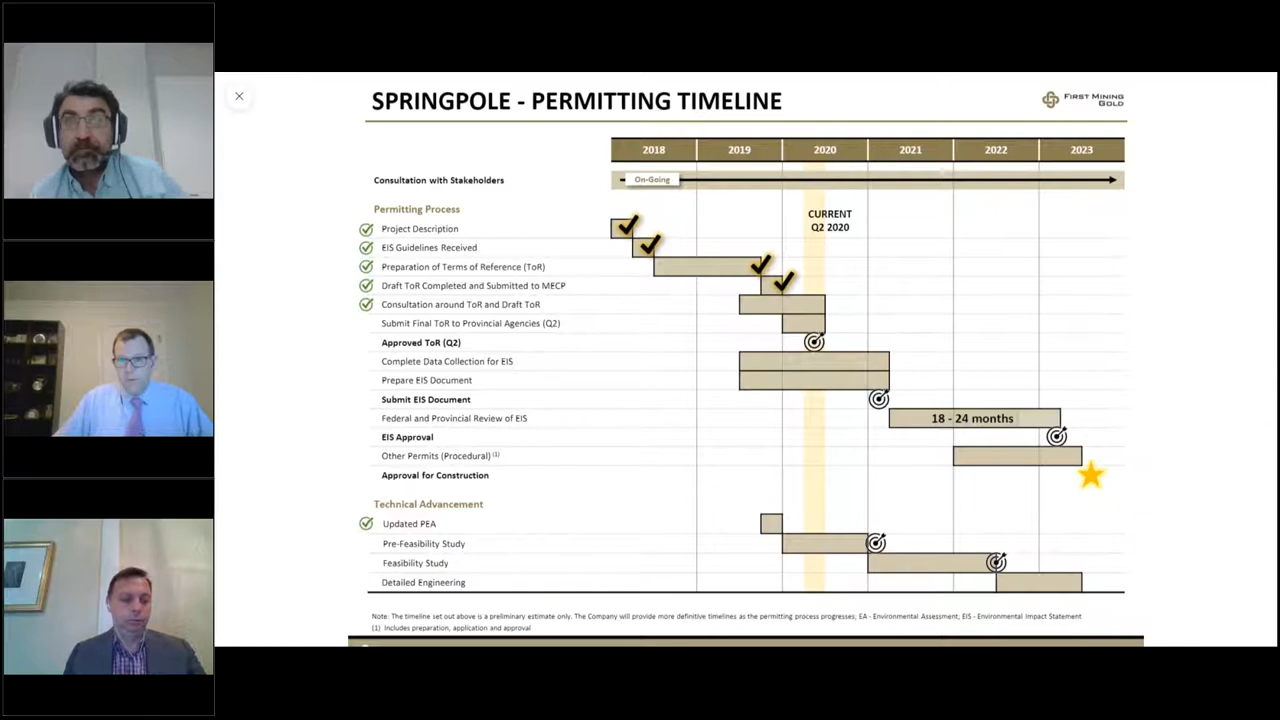 SPRINGPOLE - PERMITTING TIMELINE
FIRST MINING
GOLD
2018 2019 2020 2021 2022 2023
Consultation with Stakeholders
On-Going
Permitting Process
CURRENT
Q2 2020
Project Description
EIS Guidelines Received
Preparation of Terms of Reference (ToR)
Draft ToR Completed and Submitted to MECP
Consultation around ToR and Draft ToR
Submit Final ToR to Provincial Agencies (Q2)
Approved ToR (Q2)
Complete Data Collection for EIS
Prepare EIS Document
Submit EIS Document
Federal and Provincial Review of EIS
18 - 24 months
EIS Approval
Other Permits (Procedural) (1)
Approval for Construction
Technical Advancement
Updated PEA
Pre-Feasibility Study
Feasibility Study
Detailed Engineering
Note: The timeline set out above is a preliminary estimate only. The Company will provide more definitive timelines as the permitting process progresses; EA - Environmental Assessment, EIS - Environmental Impact Statement
(1) Includes preparation, application and approval